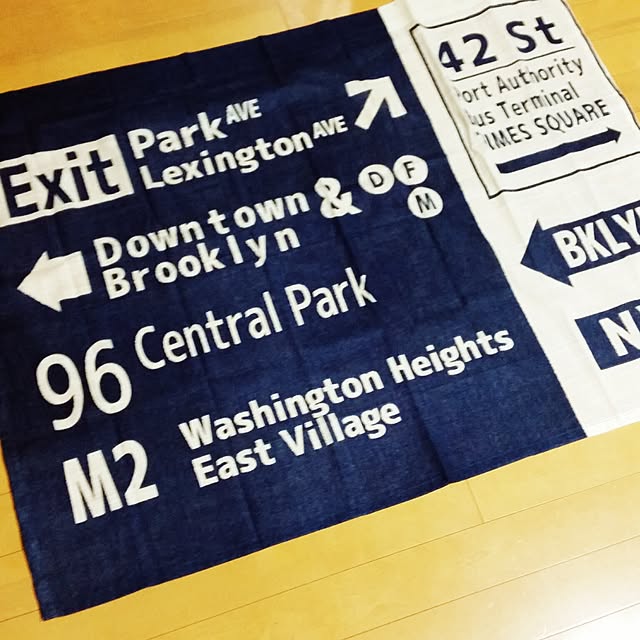 Exit Park AVE
Lexington AVE
Downtown &
Brooklyn
D F
M
96 Central Park
M2 Washington Heights
East Village
42 St
Port Authority
Bus Terminal
TIMES SQUARE